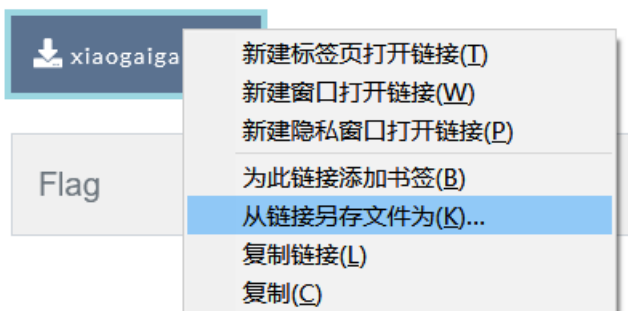 xiaogaiga
新建标签页打开链接(T)
新建窗口打开链接(W)
新建隐私窗口打开链接(P)
Flag
为此链接添加书签(B)
从链接另存文件为(K)...
复制链接(L)
复制(C)